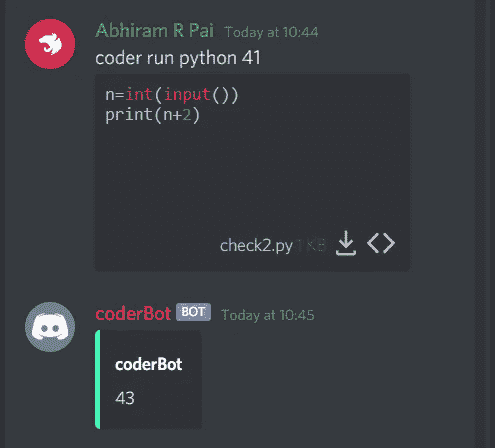 Abhiram R Pai Today at 10:44
coder run python 41
n=int(input())
print(n+2)
check2.py 1 KB
coderBot BOT Today at 10:45
coderBot
43